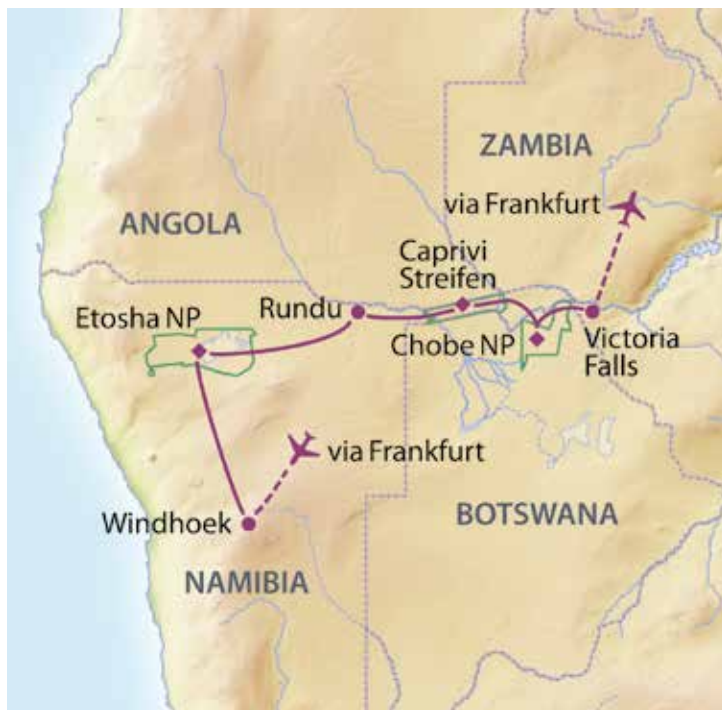 ZAMBIA
via Frankfurt
ANGOLA
Caprivi
Streifen
Etosha NP
Rundu
Chobe NP
Victoria
Falls
via Frankfurt
Windhoek
BOTSWANA
NAMIBIA